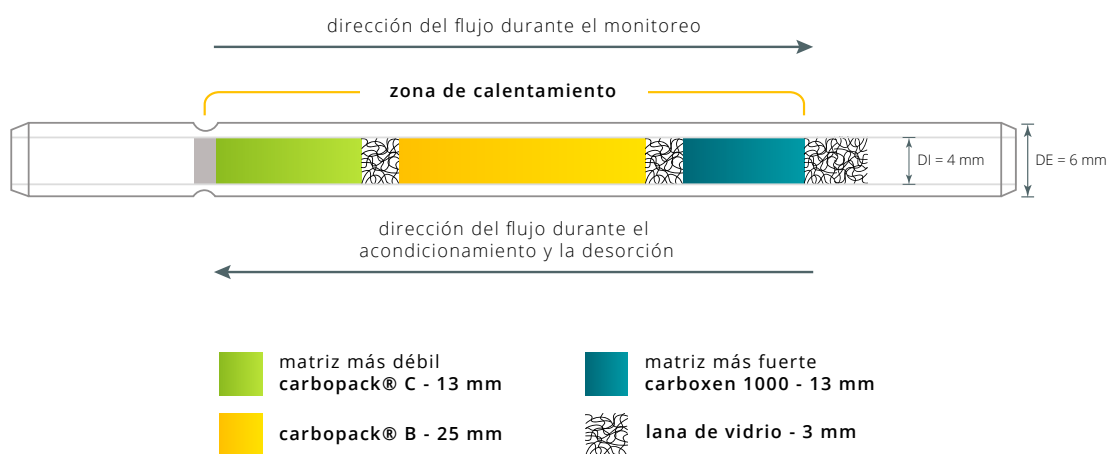 dirección del flujo durante el monitoreo
zona de calentamiento
DI = 4 mm
DE = 6 mm
dirección del flujo durante el
acondicionamiento y la desorción
matriz más débil
carbopack® C - 13 mm
matriz más fuerte
carboxen 1000 - 13 mm
carbopack® B - 25 mm
lana de vidrio - 3 mm